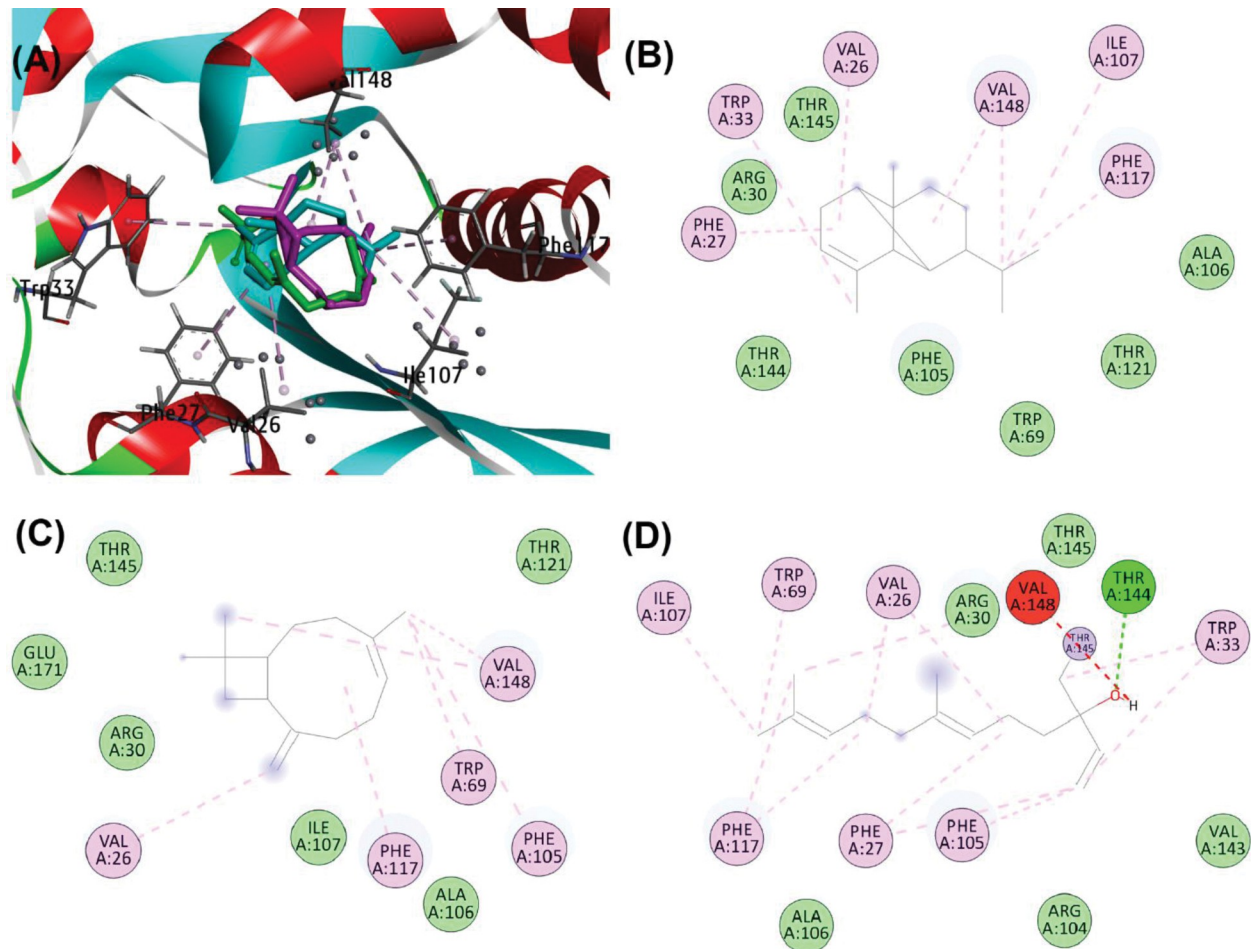 (A)
Val148
Trp33
Phe117
Ile107
Phe27
Val26
(B)
VAL
A:26
ILE
A:107
TRP
A:33
THR
A:145
VAL
A:148
ARG
A:30
PHE
A:117
PHE
A:27
ALA
A:106
THR
A:144
PHE
A:105
THR
A:121
TRP
A:69
(C)
THR
A:145
THR
A:121
GLU
A:171
VAL
A:148
ARG
A:30
TRP
A:69
VAL
A:26
ILE
A:107
PHE
A:117
PHE
A:105
ALA
A:106
(D)
THR
A:145
ILE
A:107
TRP
A:69
VAL
A:26
ARG
A:30
VAL
A:148
THR
A:144
THR
A:145
TRP
A:33
O
H
PHE
A:117
PHE
A:27
PHE
A:105
VAL
A:143
ALA
A:106
ARG
A:104